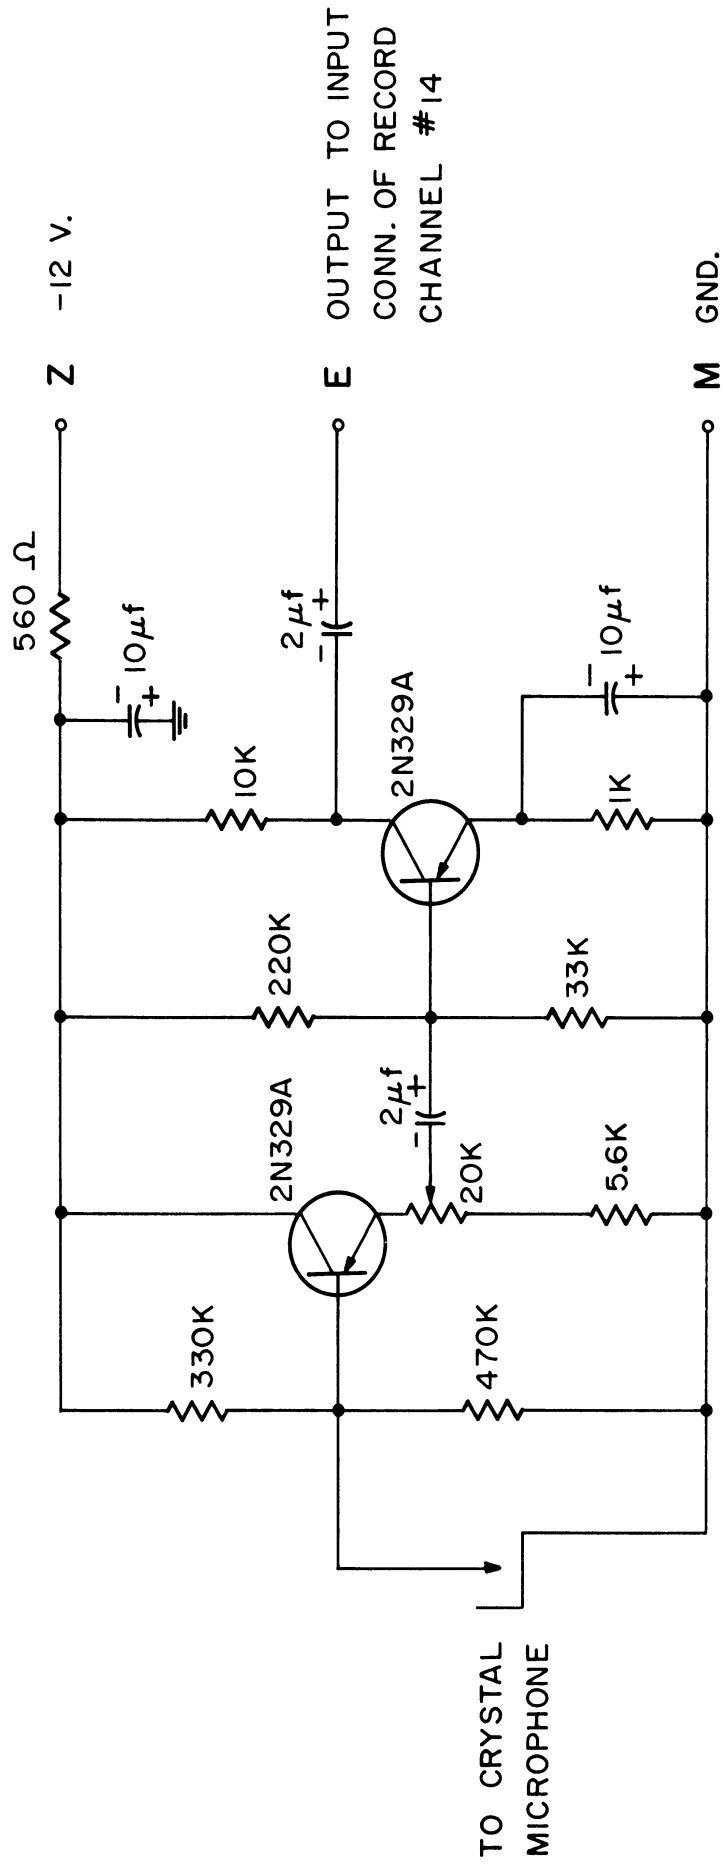 560 Ω
Z -12 V.
- 10μf
+
10K
2μf
- +
E OUTPUT TO INPUT
CONN. OF RECORD
CHANNEL #14
330K
2N329A
220K
2N329A
2μf
- +
20K
470K
5.6K
33K
1K
- 10μf
+
M GND.
TO CRYSTAL
MICROPHONE